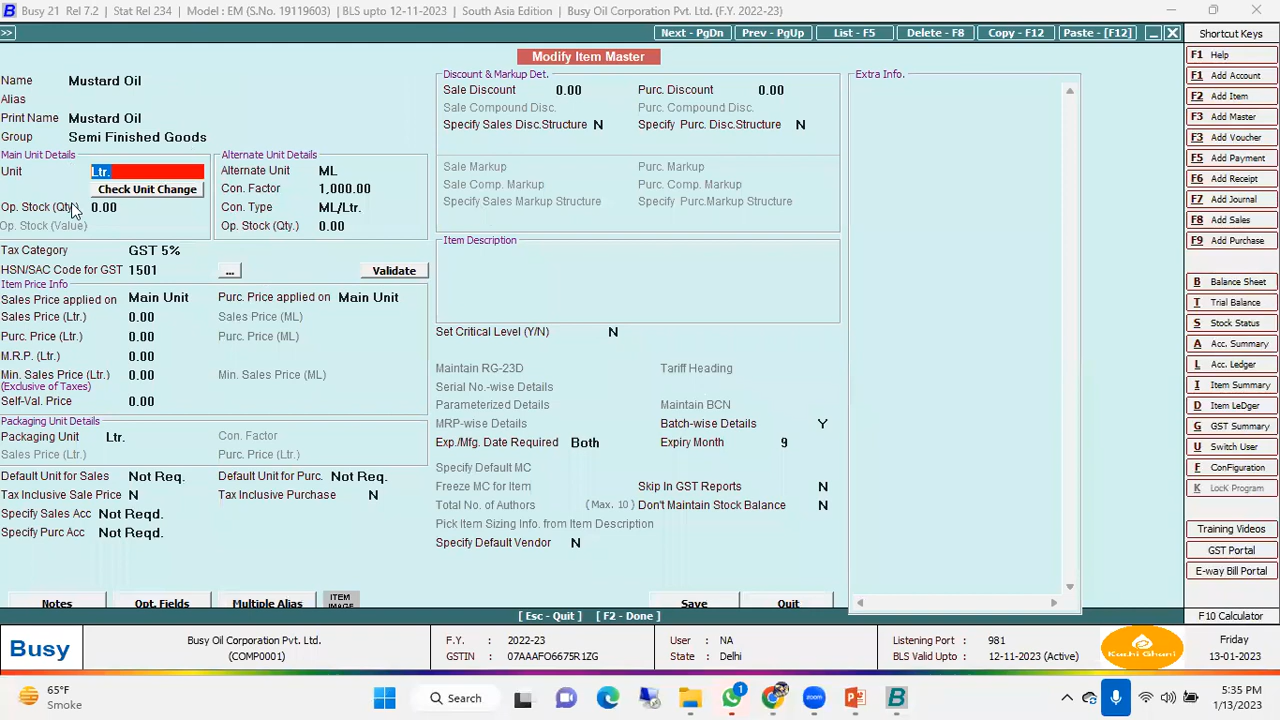 Busy 21 Rel 7.2 | Stat Rel 234 | Model : EM (S.No. 19119603) | BLS upto 12-11-2023 | South Asia Edition | Busy Oil Corporation Pvt. Ltd. (F.Y. 2022-23)
>> Next - PgDn Prev - PgUp List - F5 Delete - F8 Copy - F12 Paste - [F12]
Modify Item Master
Name Mustard Oil
Alias
Print Name Mustard Oil
Group Semi Finished Goods
Main Unit Details
Unit Ltr.
Check Unit Change
Op. Stock (Qty.) 0.00
Op. Stock (Value)
Alternate Unit Details
Alternate Unit ML
Con. Factor 1,000.00
Con. Type ML/Ltr.
Op. Stock (Qty.) 0.00
Tax Category GST 5%
HSN/SAC Code for GST 1501 ... Validate
Item Price Info
Sales Price applied on Main Unit Purc. Price applied on Main Unit
Sales Price (Ltr.) 0.00 Sales Price (ML)
Purc. Price (Ltr.) 0.00 Purc. Price (ML)
M.R.P. (Ltr.) 0.00
Min. Sales Price (Ltr.) 0.00 Min. Sales Price (ML)
(Exclusive of Taxes)
Self-Val. Price 0.00
Packaging Unit Details
Packaging Unit Ltr. Con. Factor
Sales Price (Ltr.) Purc. Price (Ltr.)
Default Unit for Sales Not Req. Default Unit for Purc. Not Req.
Tax Inclusive Sale Price N Tax Inclusive Purchase N
Specify Sales Acc Not Reqd.
Specify Purc Acc Not Reqd.
Notes Opt. Fields Multiple Alias ITEM IMAGE
Discount & Markup Det.
Sale Discount 0.00 Purc. Discount 0.00
Sale Compound Disc. Purc. Compound Disc.
Specify Sales Disc.Structure N Specify Purc. Disc.Structure N
Sale Markup Purc. Markup
Sale Comp. Markup Purc. Comp. Markup
Specify Sales Markup Structure Specify Purc.Markup Structure
Item Description
Set Critical Level (Y/N) N
Maintain RG-23D Tariff Heading
Serial No.-wise Details
Parameterized Details Maintain BCN
MRP-wise Details Batch-wise Details Y
Exp./Mfg. Date Required Both Expiry Month 9
Specify Default MC
Freeze MC for Item Skip In GST Reports N
Total No. of Authors (Max. 10) Don't Maintain Stock Balance N
Pick Item Sizing Info. from Item Description
Specify Default Vendor N
Save Quit
Extra Info.
[ Esc - Quit ] [ F2 - Done ]
Shortcut Keys
F1 Help
F1 Add Account
F2 Add Item
F3 Add Master
F3 Add Voucher
F5 Add Payment
F6 Add Receipt
F7 Add Journal
F8 Add Sales
F9 Add Purchase
B Balance Sheet
T Trial Balance
S Stock Status
A Acc. Summary
L Acc. Ledger
I Item Summary
D Item LeDger
G GST Summary
U Switch User
F ConFiguration
K LocK Program
Training Videos
GST Portal
E-way Bill Portal
F10 Calculator
Busy
Busy Oil Corporation Pvt. Ltd.
(COMP0001)
F.Y. : 2022-23
GSTIN : 07AAAFO6675R1ZG
User : NA
State : Delhi
Listening Port : 981
BLS Valid Upto : 12-11-2023 (Active)
Kachi Ghani
Friday
13-01-2023
65°F
Smoke
Search
1
zoom
5:35 PM
1/13/2023